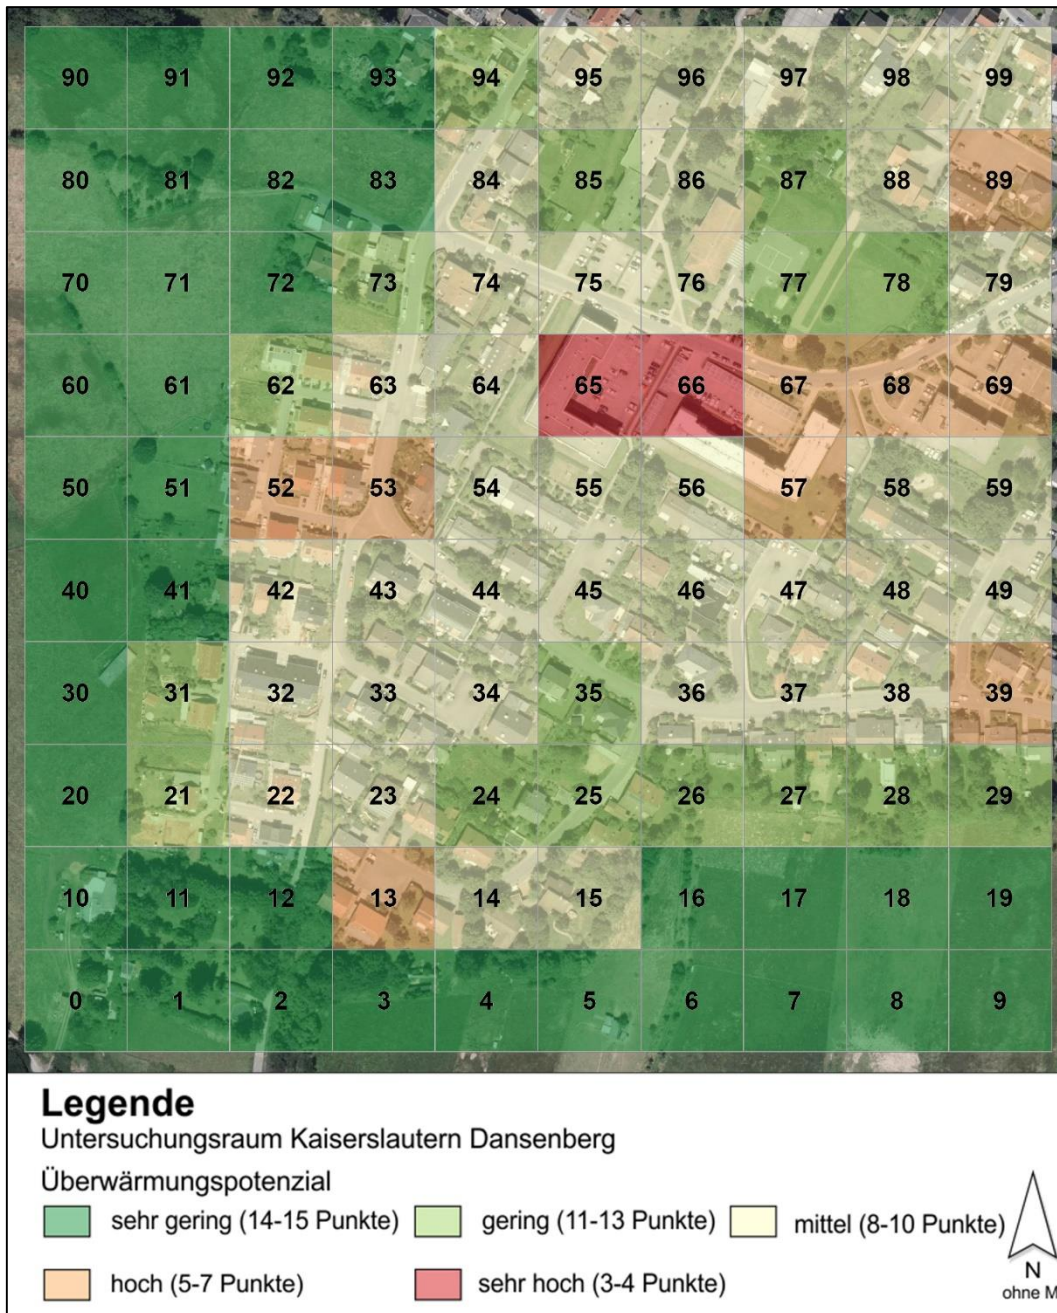 90 91 92 93 94 95 96 97 98 99
80 81 82 83 84 85 86 87 88 89
70 71 72 73 74 75 76 77 78 79
60 61 62 63 64 65 66 67 68 69
50 51 52 53 54 55 56 57 58 59
40 41 42 43 44 45 46 47 48 49
30 31 32 33 34 35 36 37 38 39
20 21 22 23 24 25 26 27 28 29
10 11 12 13 14 15 16 17 18 19
0 1 2 3 4 5 6 7 8 9
Legende
Untersuchungsraum Kaiserslautern Dansenberg
Überwärmungspotenzial
sehr gering (14-15 Punkte) gering (11-13 Punkte) mittel (8-10 Punkte)
hoch (5-7 Punkte) sehr hoch (3-4 Punkte)
N
ohne M